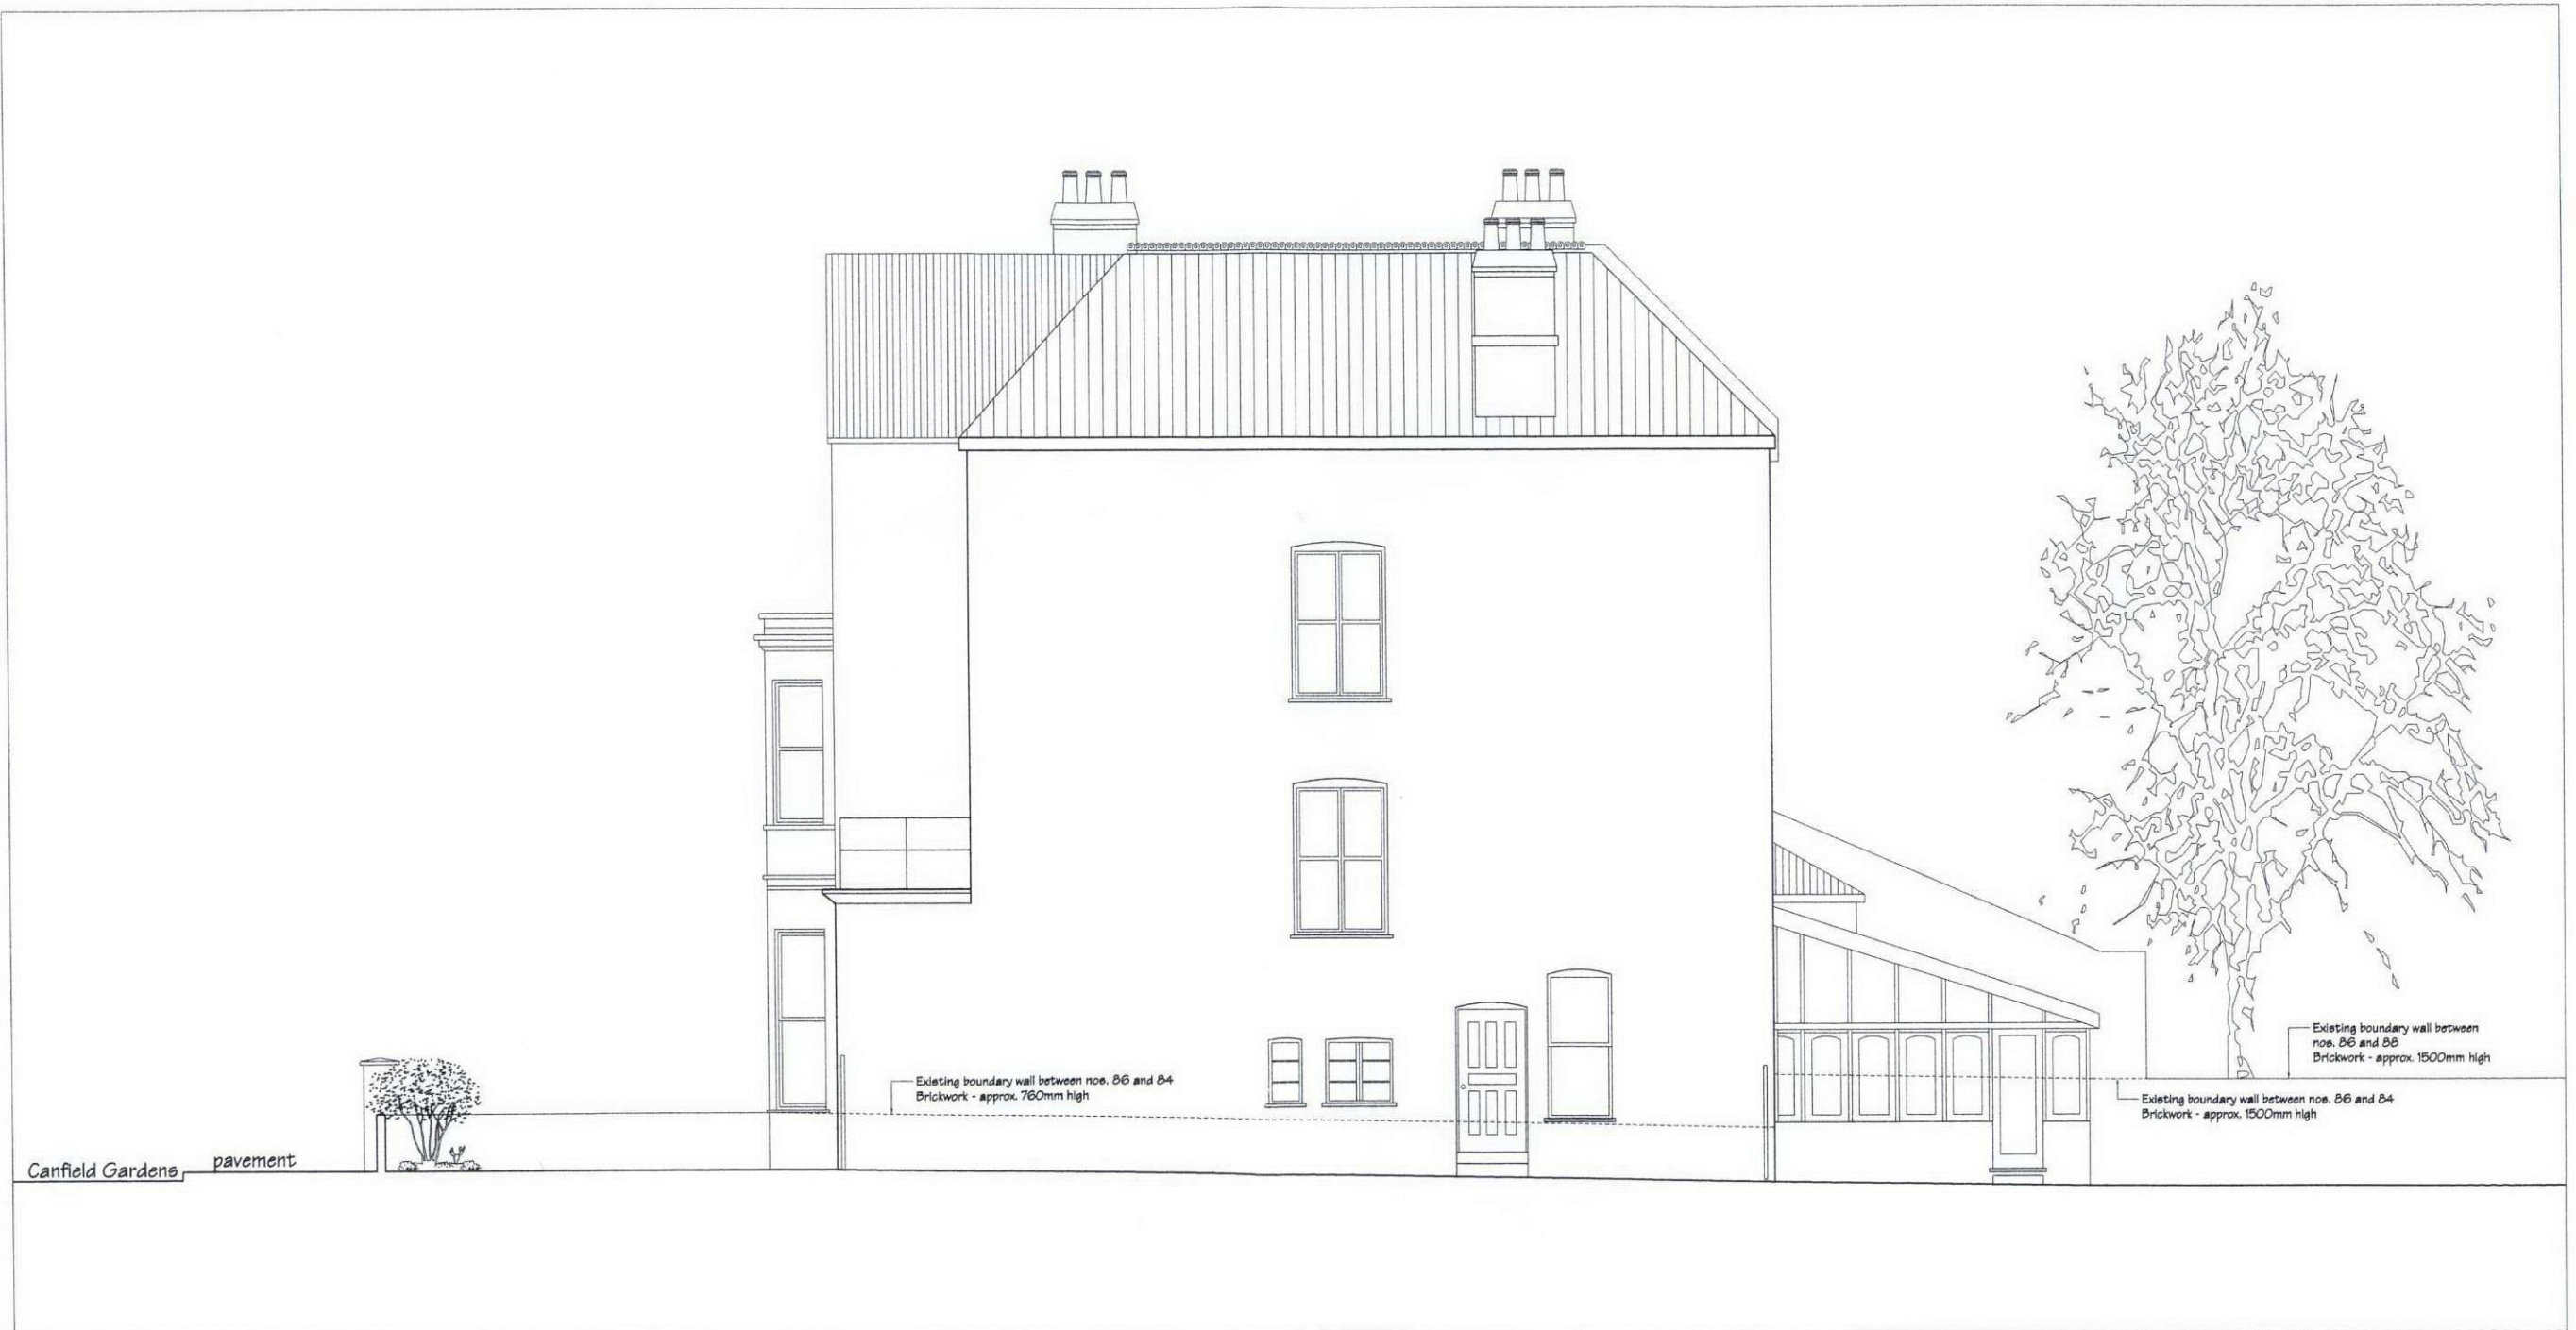 Existing boundary wall between
nos. 86 and 88
Brickwork - approx. 1500mm high
Existing boundary wall between nos. 86 and 84
Brickwork - approx. 760mm high
Existing boundary wall between nos. 86 and 84
Brickwork - approx. 1500mm high
Canfield Gardens
pavement